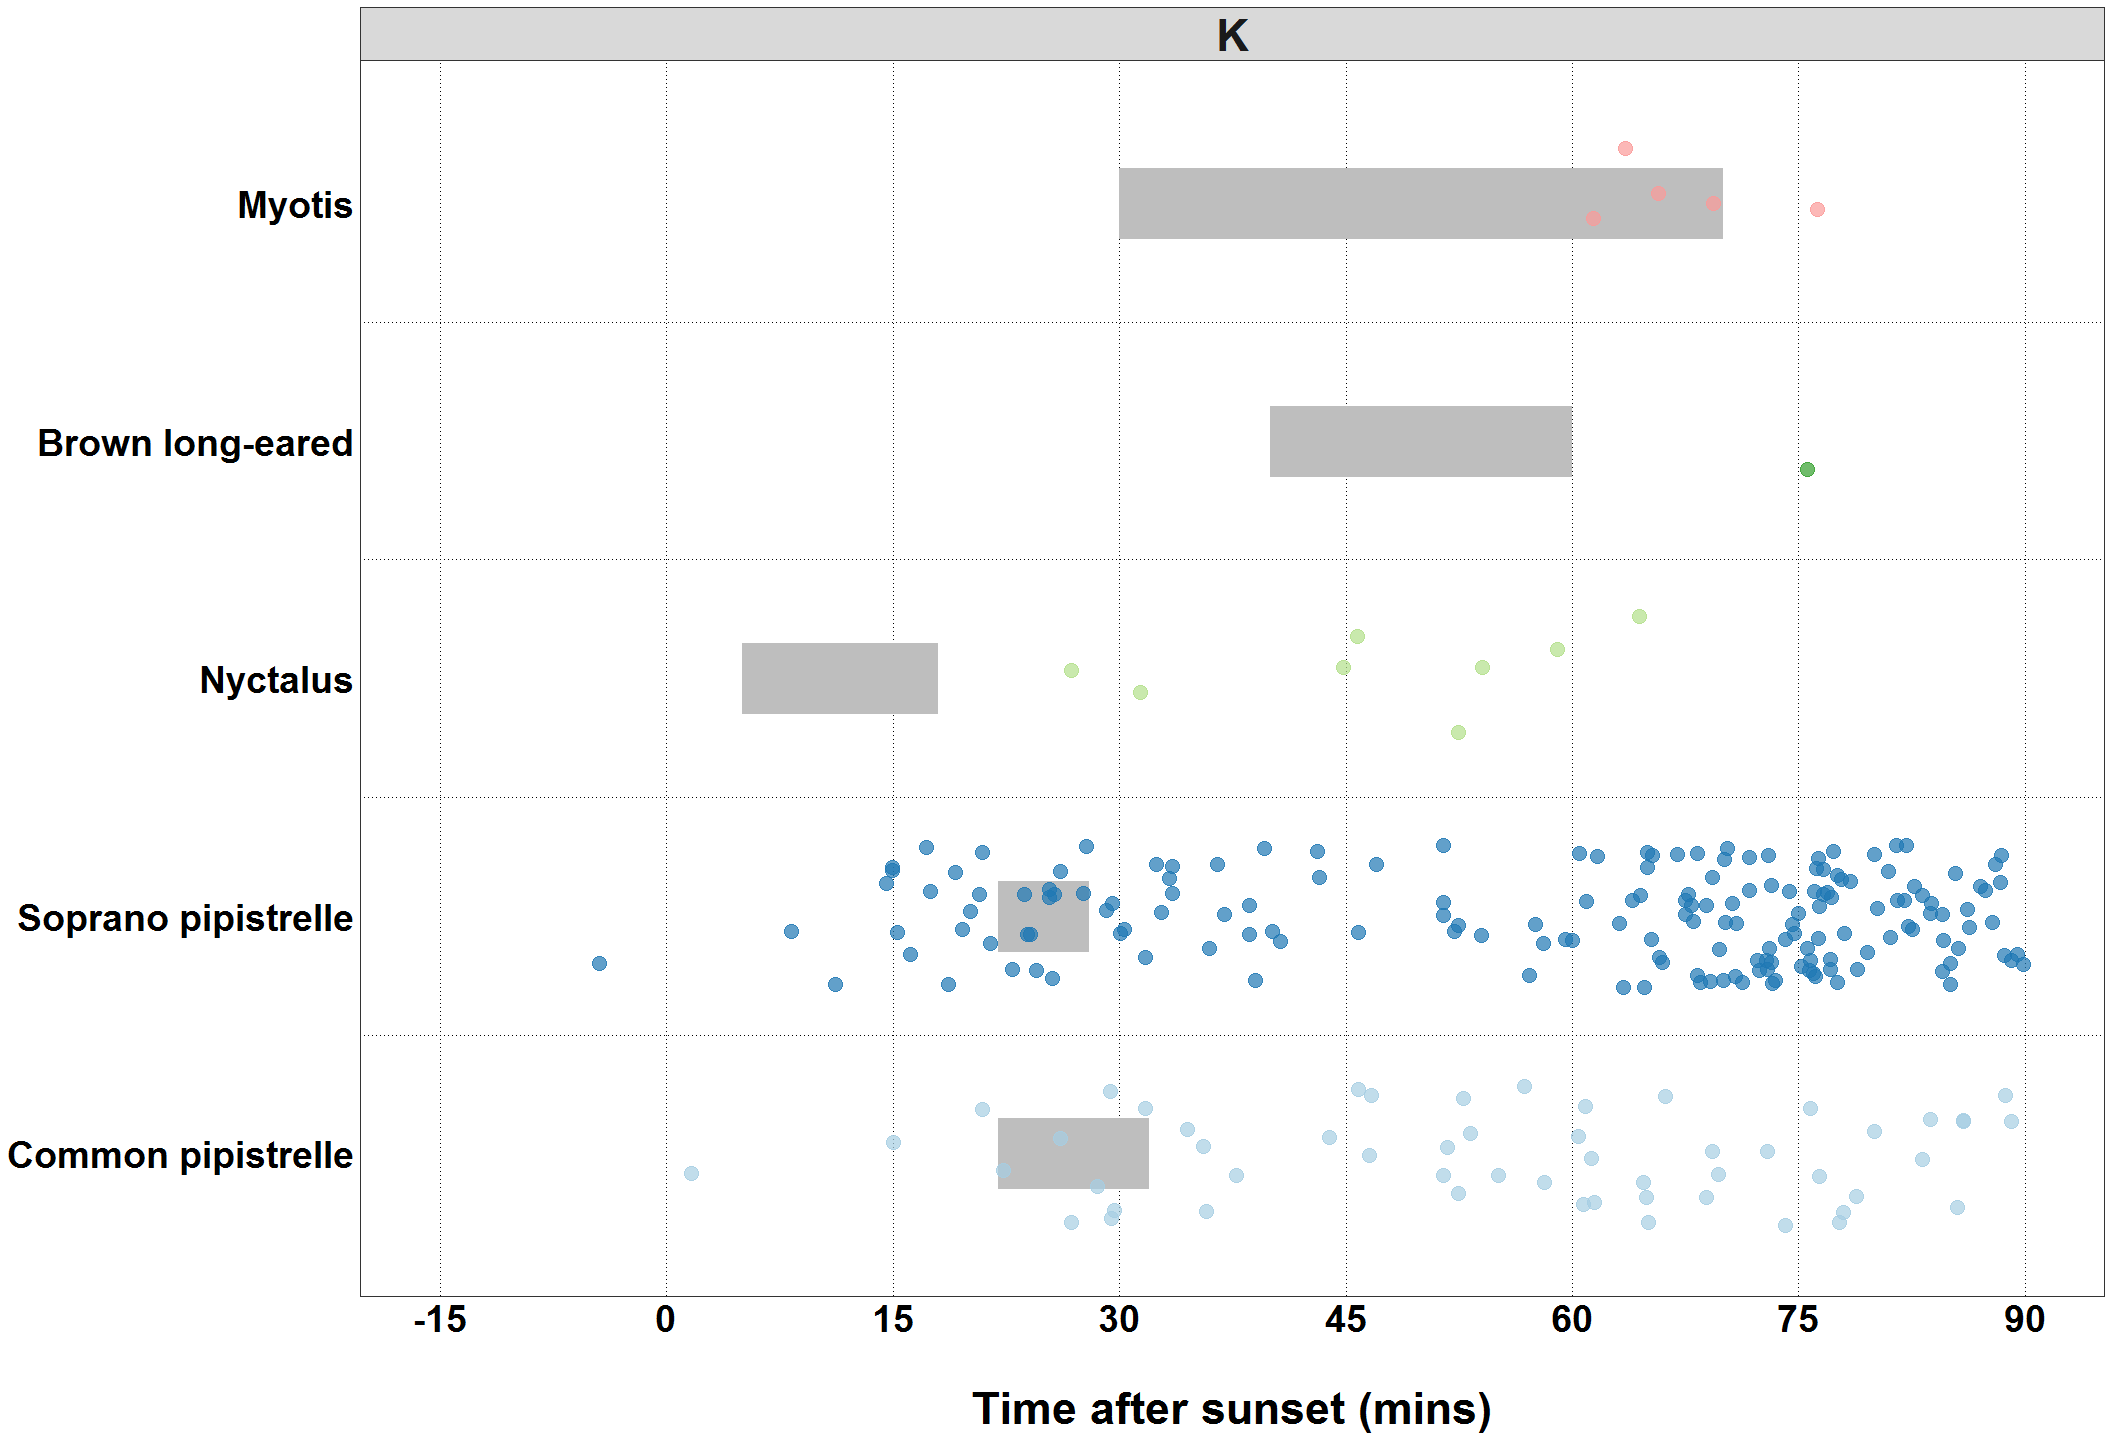 K
Myotis
Brown long-eared
Nyctalus
Soprano pipistrelle
Common pipistrelle
-15 0 15 30 45 60 75 90
Time after sunset (mins)